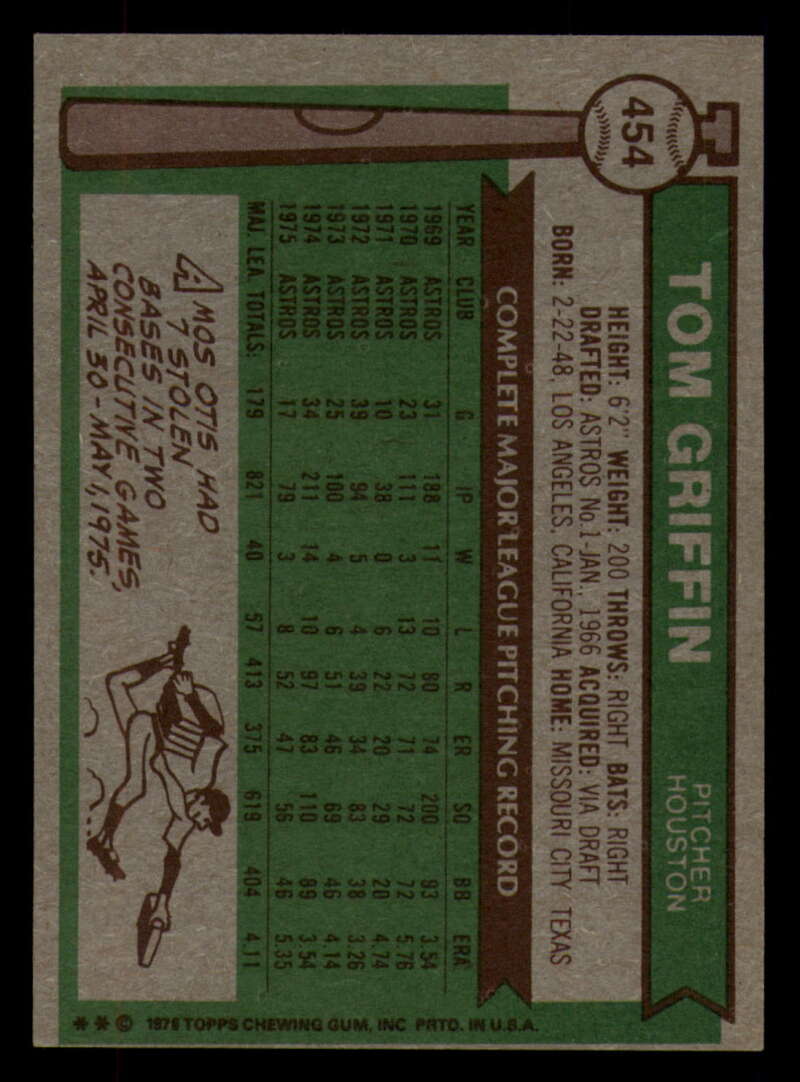 454
TOM GRIFFIN
PITCHER
HOUSTON
HEIGHT: 6'2" WEIGHT: 200 THROWS: RIGHT BATS: RIGHT
DRAFTED: ASTROS No.1-JAN., 1966 ACQUIRED: VIA DRAFT
BORN: 2-22-48, LOS ANGELES, CALIFORNIA HOME: MISSOURI CITY, TEXAS
COMPLETE MAJOR LEAGUE PITCHING RECORD
YEAR CLUB G IP W L R ER SO BB ERA
1969 ASTROS 31 188 11 10 80 74 200 93 3.54
1970 ASTROS 23 111 3 13 72 71 72 72 5.76
1971 ASTROS 10 38 0 6 22 20 29 20 4.74
1972 ASTROS 39 94 5 4 39 34 83 38 3.26
1973 ASTROS 25 100 4 6 51 46 69 46 4.14
1974 ASTROS 34 211 14 10 97 83 110 89 3.54
1975 ASTROS 17 79 3 8 52 47 56 46 5.35
MAJ. LEA. TOTALS: 179 821 40 57 413 375 619 404 4.11
AMOS OTIS HAD
7 STOLEN
BASES IN TWO
CONSECUTIVE GAMES,
APRIL 30-MAY 1, 1975.
**© 1976 TOPPS CHEWING GUM, INC PRTD. IN U.S.A.